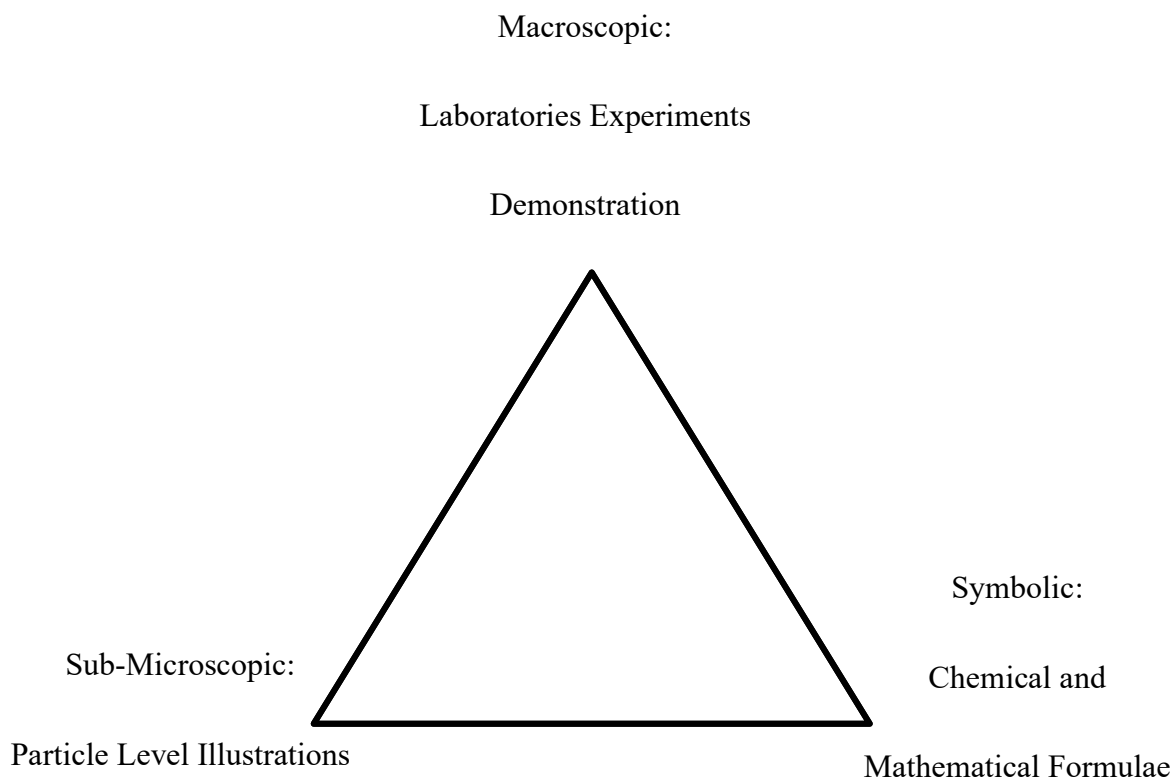 Macroscopic:
Laboratories Experiments
Demonstration
Sub-Microscopic:
Particle Level Illustrations
Symbolic:
Chemical and
Mathematical Formulae